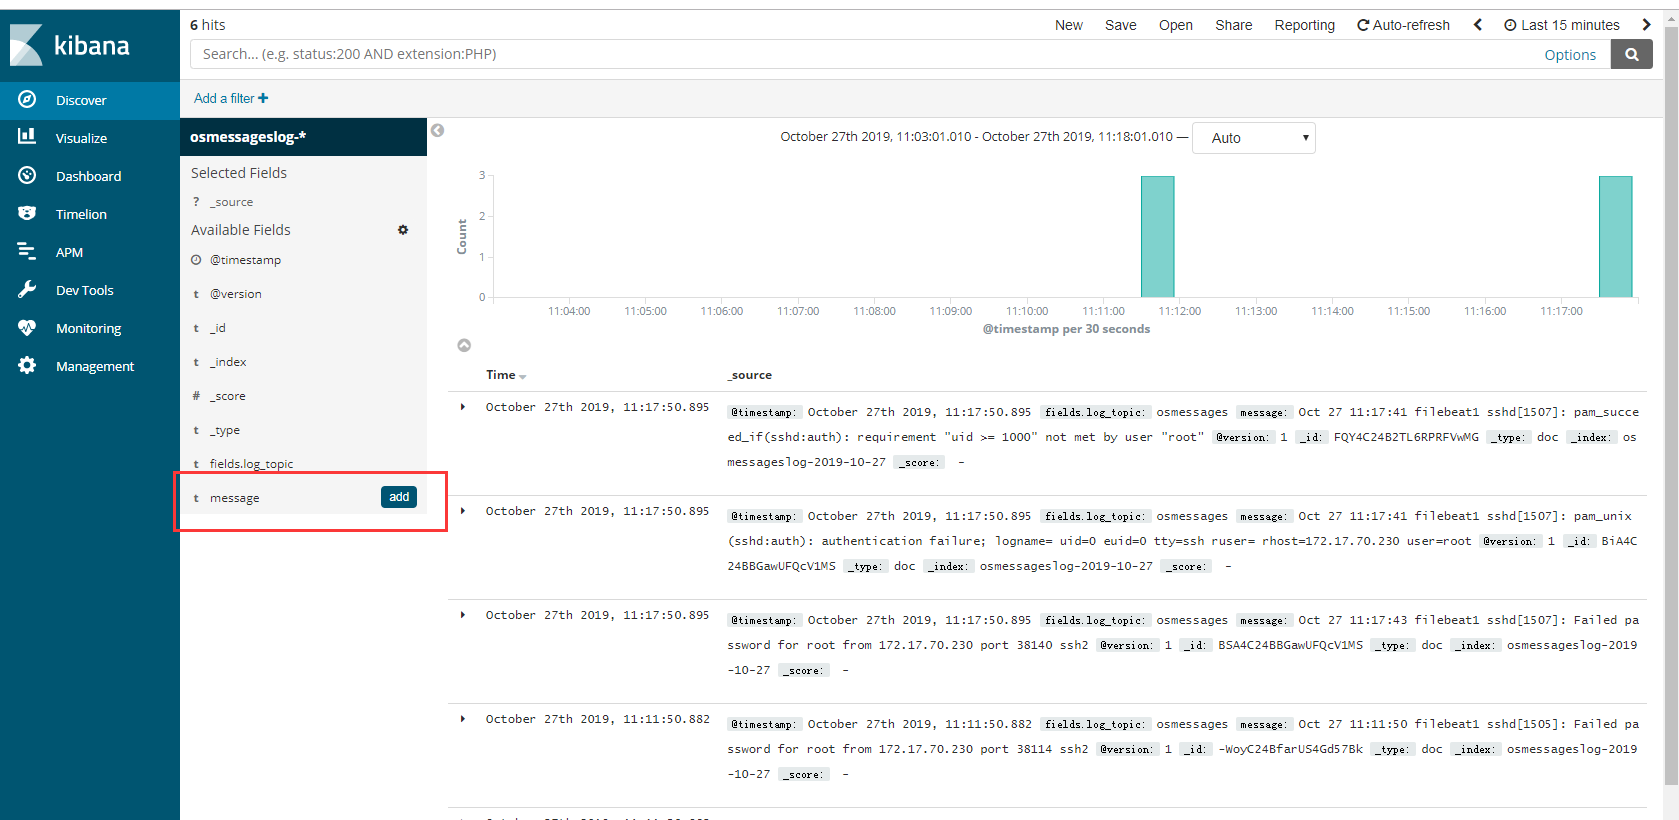 kibana
Discover
Visualize
Dashboard
Timelion
APM
Dev Tools
Monitoring
Management
6 hits
New Save Open Share Reporting Auto-refresh Last 15 minutes
Search... (e.g. status:200 AND extension:PHP)
Options
Add a filter
osmessageslog-*
Selected Fields
? _source
Available Fields
@timestamp
t @version
t _id
t _index
# _score
t _type
t fields.log_topic
t message add
October 27th 2019, 11:03:01.010 - October 27th 2019, 11:18:01.010 — Auto
Count
3
2
1
0
11:04:00 11:05:00 11:06:00 11:07:00 11:08:00 11:09:00 11:10:00 11:11:00 11:12:00 11:13:00 11:14:00 11:15:00 11:16:00 11:17:00
@timestamp per 30 seconds
Time _source
October 27th 2019, 11:17:50.895 @timestamp: October 27th 2019, 11:17:50.895 fields.log_topic: osmessages message: Oct 27 11:17:41 filebeat1 sshd[1507]: pam_succe
ed_if(sshd:auth): requirement "uid >= 1000" not met by user "root" @version: 1 _id: FQY4C24B2TL6RPRFVwMG _type: doc _index: os
messageslog-2019-10-27 _score: -
October 27th 2019, 11:17:50.895 @timestamp: October 27th 2019, 11:17:50.895 fields.log_topic: osmessages message: Oct 27 11:17:41 filebeat1 sshd[1507]: pam_unix
(sshd:auth): authentication failure; logname= uid=0 euid=0 tty=ssh ruser= rhost=172.17.70.230 user=root @version: 1 _id: BiA4C
24BBGawUFQcV1MS _type: doc _index: osmessageslog-2019-10-27 _score: -
October 27th 2019, 11:17:50.895 @timestamp: October 27th 2019, 11:17:50.895 fields.log_topic: osmessages message: Oct 27 11:17:43 filebeat1 sshd[1507]: Failed pa
ssword for root from 172.17.70.230 port 38140 ssh2 @version: 1 _id: BSA4C24BBGawUFQcV1MS _type: doc _index: osmessageslog-2019
-10-27 _score: -
October 27th 2019, 11:11:50.882 @timestamp: October 27th 2019, 11:11:50.882 fields.log_topic: osmessages message: Oct 27 11:11:50 filebeat1 sshd[1505]: Failed pa
ssword for root from 172.17.70.230 port 38114 ssh2 @version: 1 _id: -WoyC24BfarUS4Gd57Bk _type: doc _index: osmessageslog-2019
-10-27 _score: -